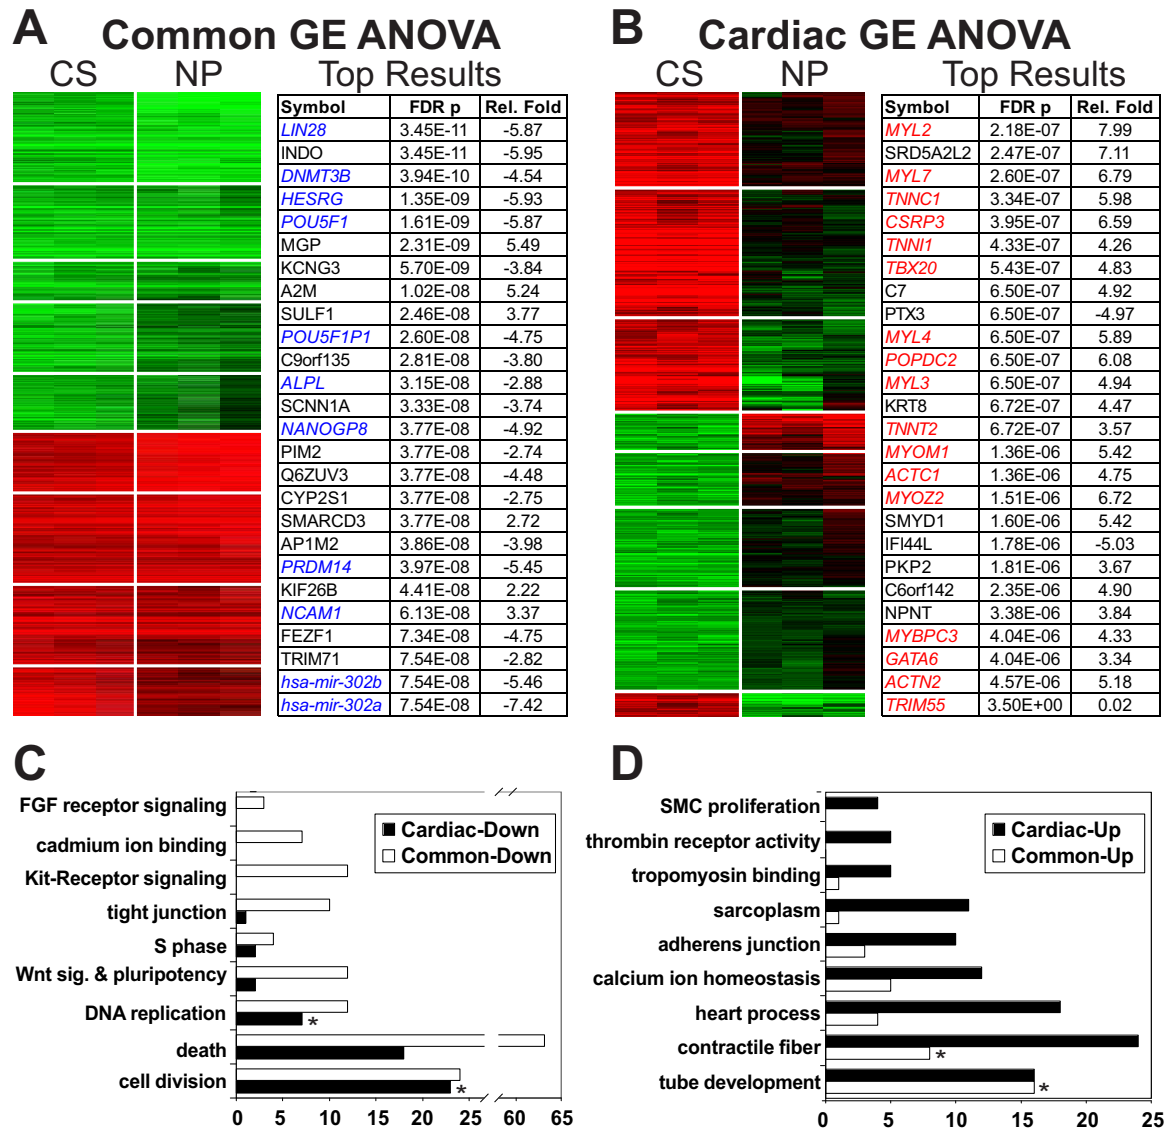 A Common GE ANOVA
CS NP Top Results
Symbol FDR p Rel. Fold
LIN28 3.45E-11 -5.87
INDO 3.45E-11 -5.95
DNMT3B 3.94E-10 -4.54
HESRG 1.35E-09 -5.93
POU5F1 1.61E-09 -5.87
MGP 2.31E-09 5.49
KCNG3 5.70E-09 -3.84
A2M 1.02E-08 5.24
SULF1 2.46E-08 3.77
POU5F1P1 2.60E-08 -4.75
C9orf135 2.81E-08 -3.80
ALPL 3.15E-08 -2.88
SCNN1A 3.33E-08 -3.74
NANOGP8 3.77E-08 -4.92
PIM2 3.77E-08 -2.74
Q6ZUV3 3.77E-08 -4.48
CYP2S1 3.77E-08 -2.75
SMARCD3 3.77E-08 2.72
AP1M2 3.86E-08 -3.98
PRDM14 3.97E-08 -5.45
KIF26B 4.41E-08 2.22
NCAM1 6.13E-08 3.37
FEZF1 7.34E-08 -4.75
TRIM71 7.54E-08 -2.82
hsa-mir-302b 7.54E-08 -5.46
hsa-mir-302a 7.54E-08 -7.42
B Cardiac GE ANOVA
CS NP Top Results
Symbol FDR p Rel. Fold
MYL2 2.18E-07 7.99
SRD5A2L2 2.47E-07 7.11
MYL7 2.60E-07 6.79
TNNC1 3.34E-07 5.98
CSRP3 3.95E-07 6.59
TNNI1 4.33E-07 4.26
TBX20 5.43E-07 4.83
C7 6.50E-07 4.92
PTX3 6.50E-07 -4.97
MYL4 6.50E-07 5.89
POPDC2 6.50E-07 6.08
MYL3 6.50E-07 4.94
KRT8 6.72E-07 4.47
TNNT2 6.72E-07 3.57
MYOM1 1.36E-06 5.42
ACTC1 1.36E-06 4.75
MYOZ2 1.51E-06 6.72
SMYD1 1.60E-06 5.42
IFI44L 1.78E-06 -5.03
PKP2 1.81E-06 3.67
C6orf142 2.35E-06 4.90
NPNT 3.38E-06 3.84
MYBPC3 4.04E-06 4.33
GATA6 4.04E-06 3.34
ACTN2 4.57E-06 5.18
TRIM55 3.50E+00 0.02
C
FGF receptor signaling
cadmium ion binding
Kit-Receptor signaling
tight junction
S phase
Wnt sig. & pluripotency
DNA replication *
death
cell division *
Cardiac-Down
Common-Down
0 5 10 15 20 25 60 65
D
SMC proliferation
thrombin receptor activity
tropomyosin binding
sarcoplasm
adherens junction
calcium ion homeostasis
heart process
contractile fiber *
tube development *
Cardiac-Up
Common-Up
0 5 10 15 20 25